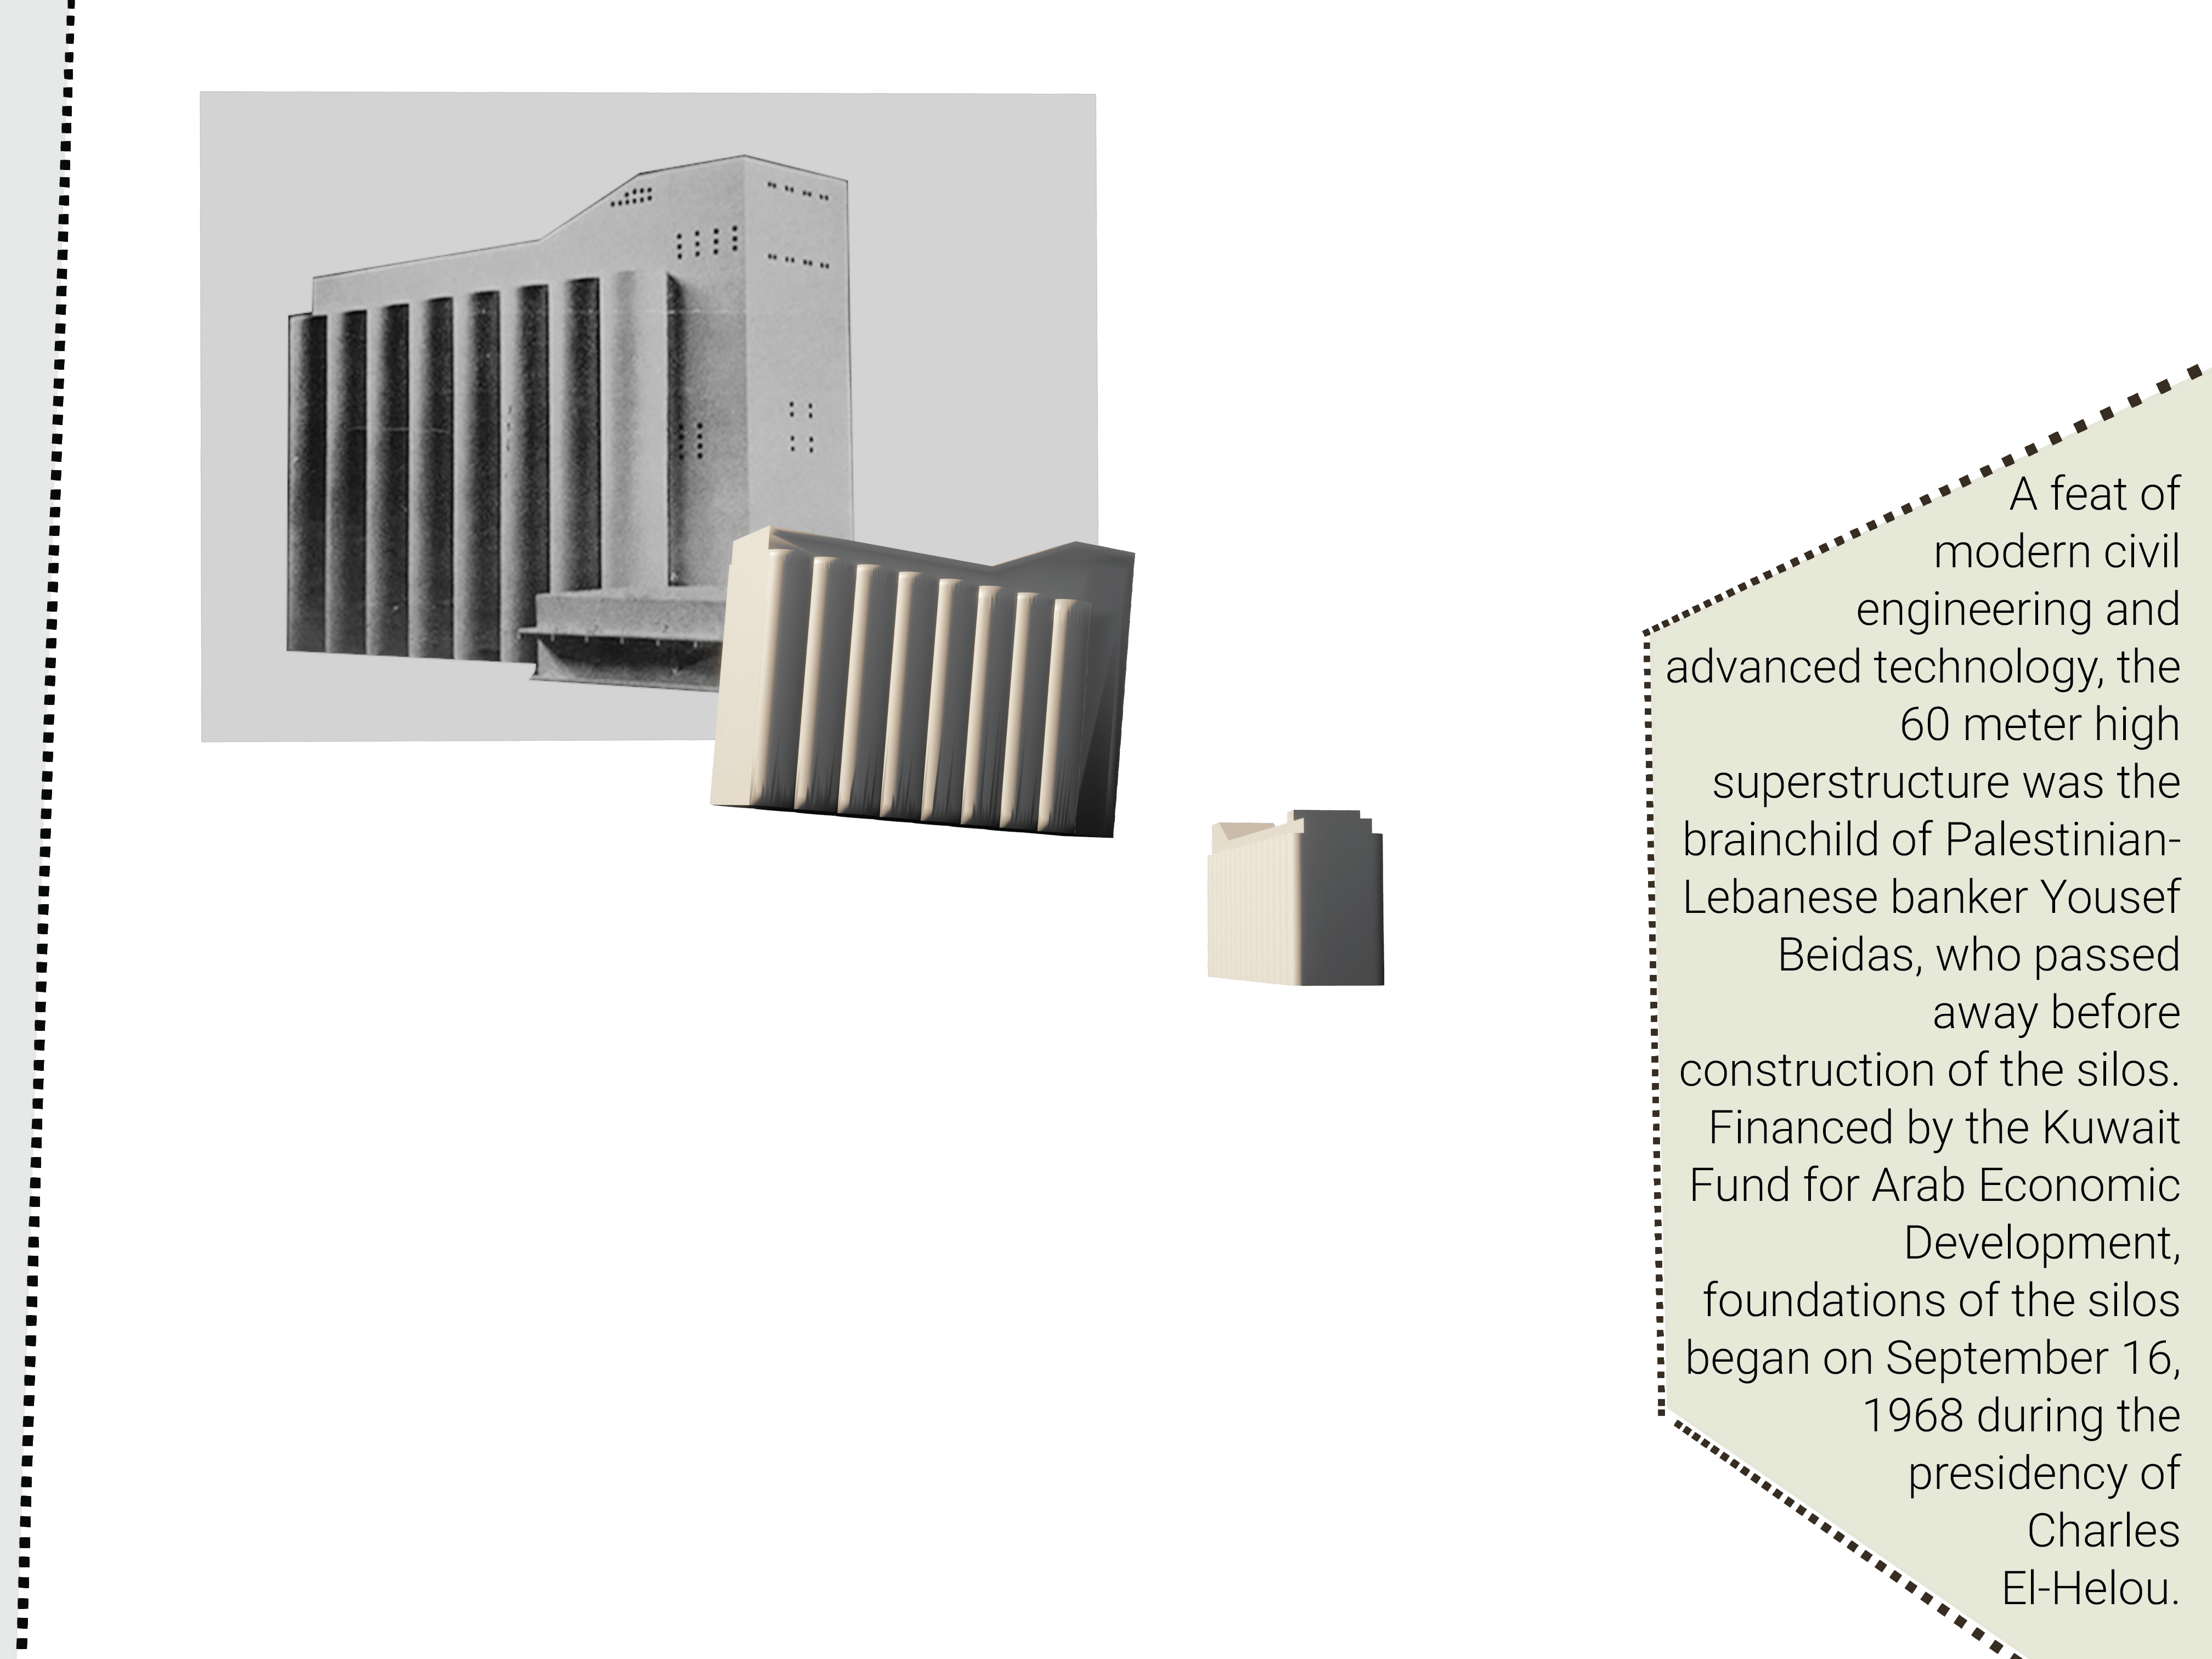 A feat of
modern civil
engineering and
advanced technology, the
60 meter high
superstructure was the
brainchild of Palestinian-
Lebanese banker Yousef
Beidas, who passed
away before
construction of the silos.
Financed by the Kuwait
Fund for Arab Economic
Development,
foundations of the silos
began on September 16,
1968 during the
presidency of
Charles
El-Helou.